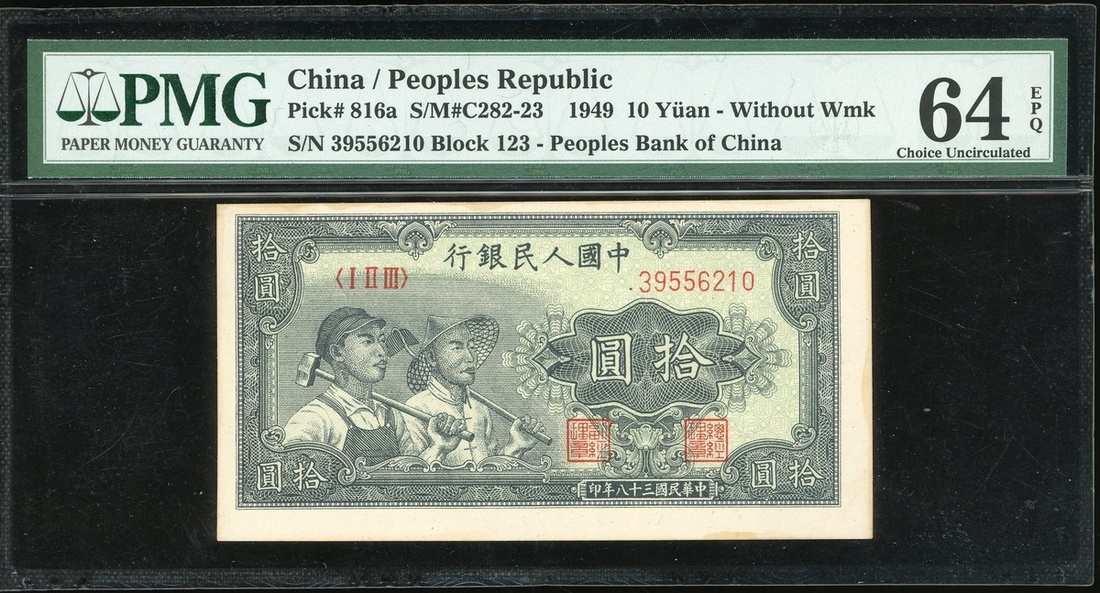 PMG
PAPER MONEY GUARANTY
China / Peoples Republic
Pick# 816a S/M#C282-23 1949 10 Yüan - Without Wmk
S/N 39556210 Block 123 - Peoples Bank of China
64
EPQ
Choice Uncirculated
行銀民人國中
〈I II III〉
39556210
拾圓
拾圓
圓拾
圓拾
圓拾
印年八十三國民華中